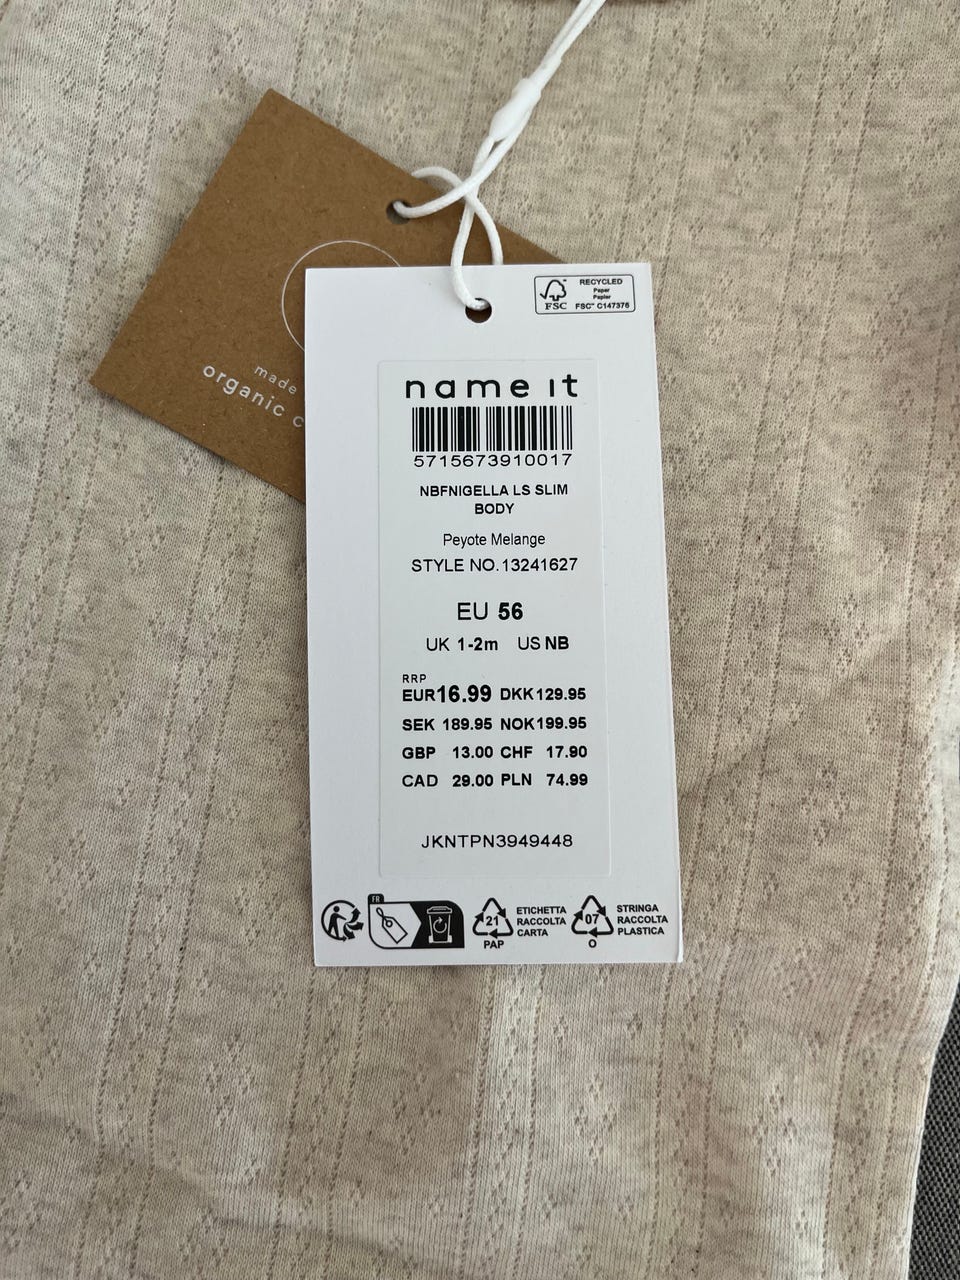 made
organic c
RECYCLED
Paper
Papier
FSC™ C147376
FSC
name it
5715673910017
NBFNIGELLA LS SLIM
BODY
Peyote Melange
STYLE NO.13241627
EU 56
UK 1-2m US NB
RRP
EUR16.99 DKK129.95
SEK 189.95 NOK199.95
GBP 13.00 CHF 17.90
CAD 29.00 PLN 74.99
JKNTPN3949448
FR
21
PAP
ETICHETTA
RACCOLTA
CARTA
07
O
STRINGA
RACCOLTA
PLASTICA